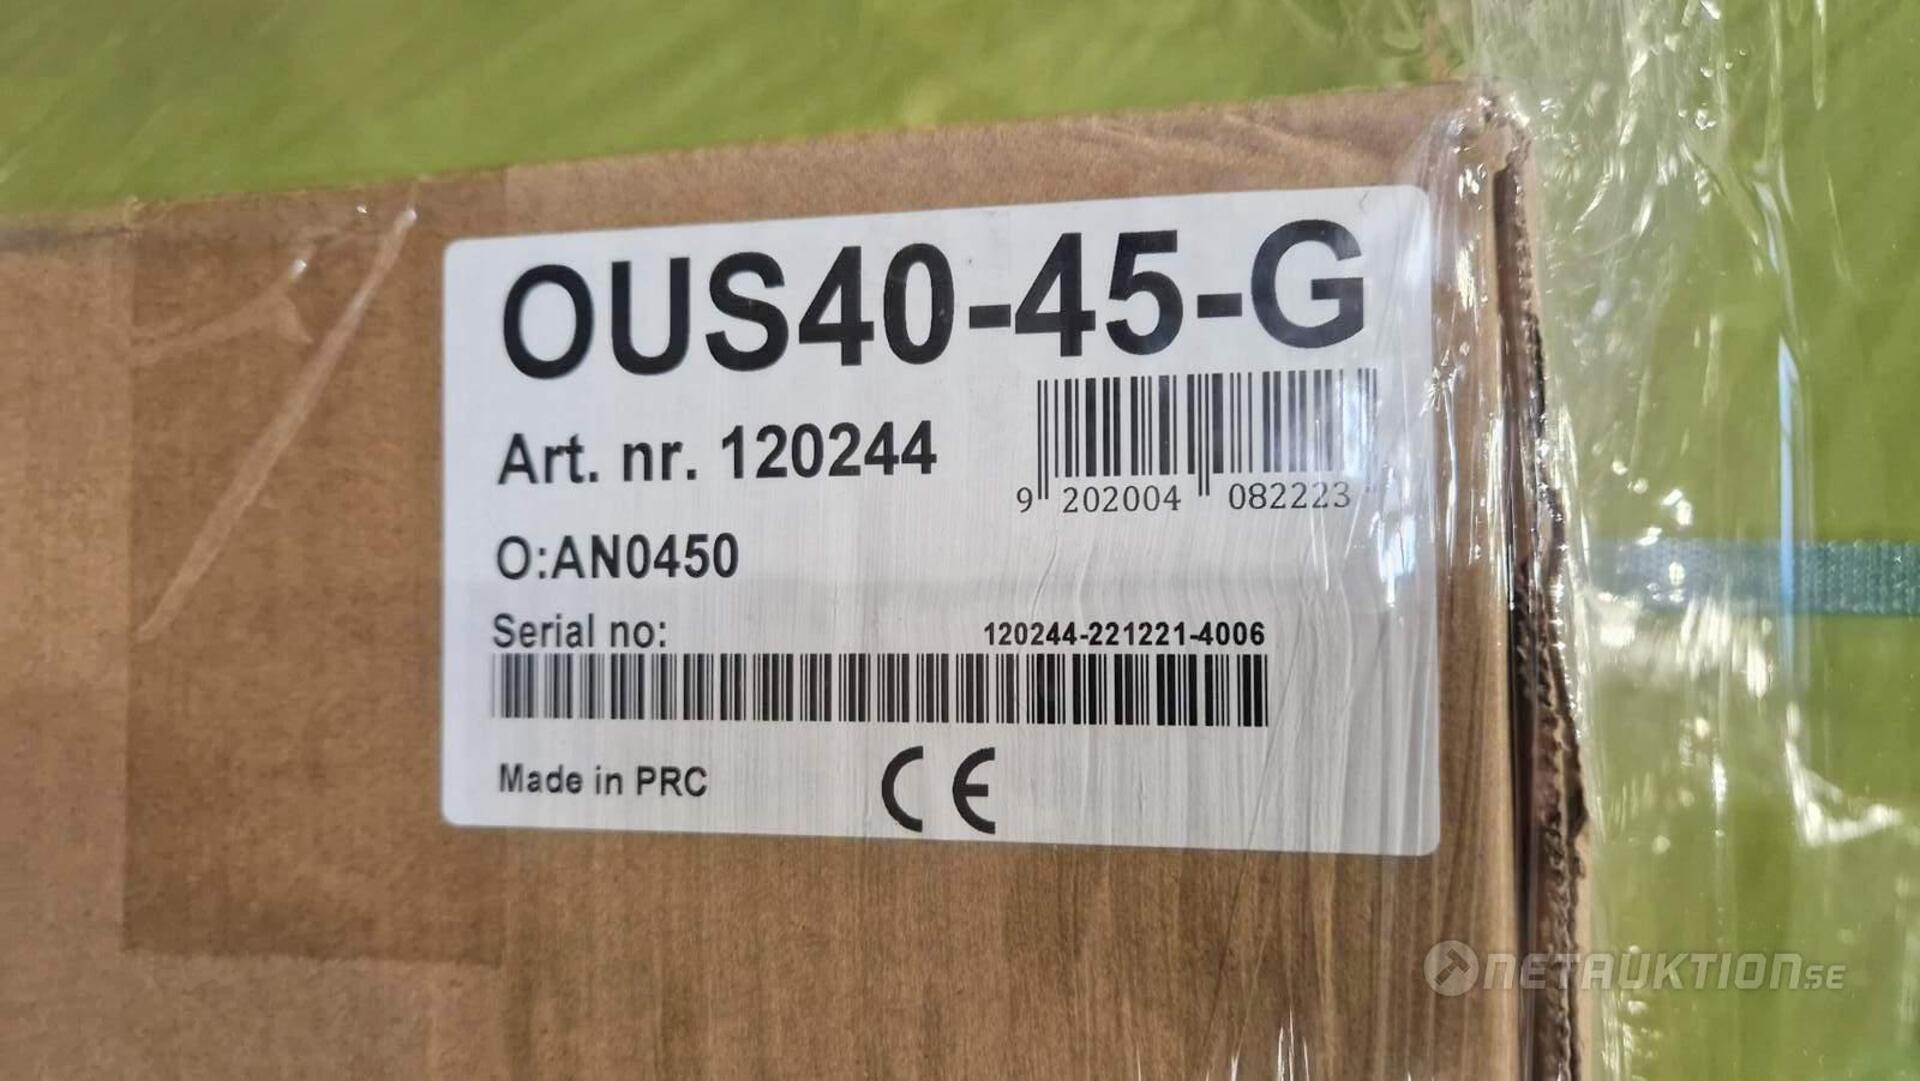 OUS40-45-G
Art. nr. 120244
9 202004 082223
O:AN0450
Serial no: 120244-221221-4006
Made in PRC
CE
NETAUKTION.SE